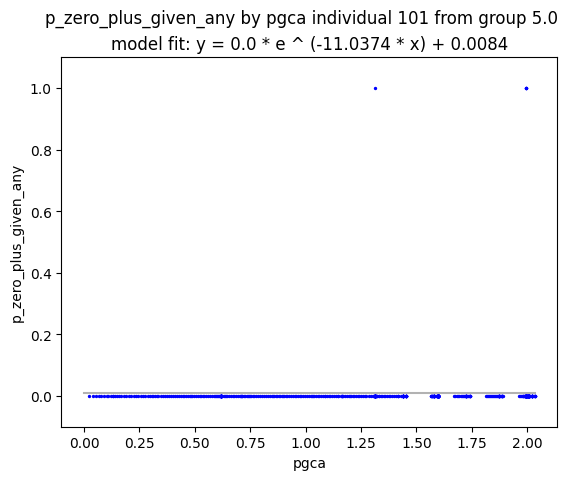 p_zero_plus_given_any by pgca individual 101 from group 5.0
model fit: y = 0.0 * e ^ (-11.0374 * x) + 0.0084
1.0
0.8
0.6
0.4
0.2
0.0
p_zero_plus_given_any
0.00 0.25 0.50 0.75 1.00 1.25 1.50 1.75 2.00
pgca